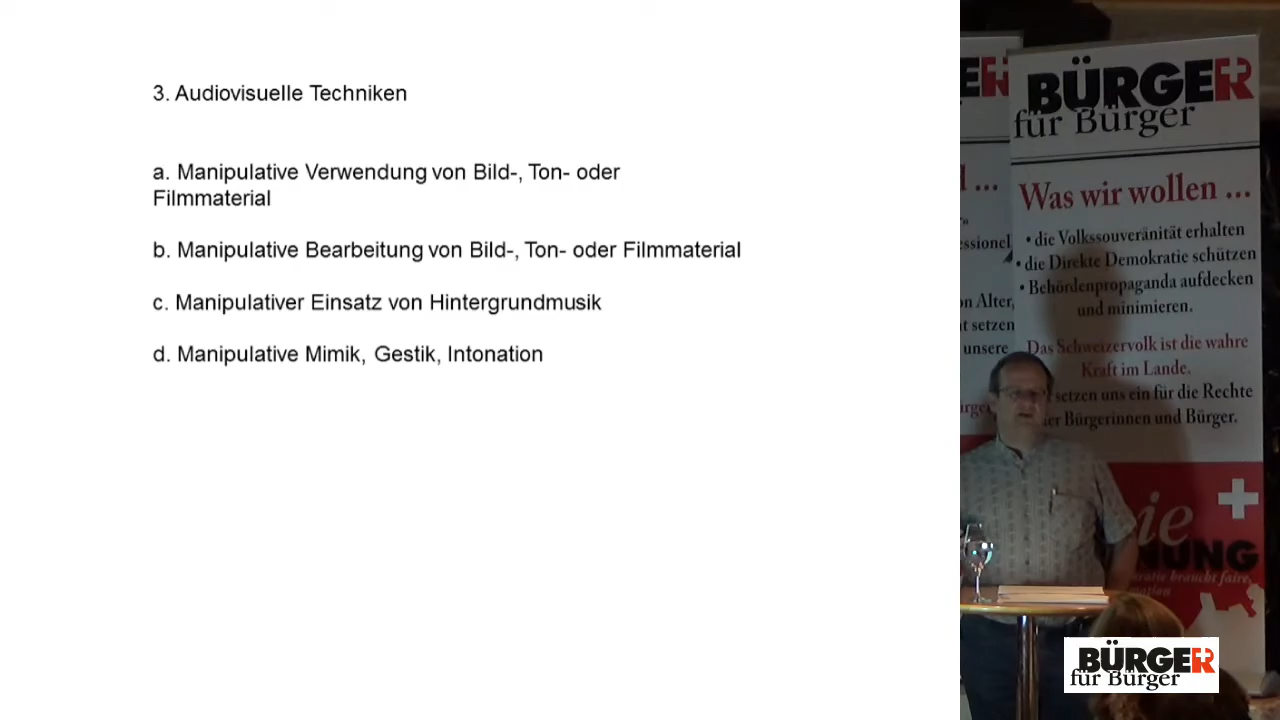 3. Audiovisuelle Techniken
a. Manipulative Verwendung von Bild-, Ton- oder
Filmmaterial
b. Manipulative Bearbeitung von Bild-, Ton- oder Filmmaterial
c. Manipulativer Einsatz von Hintergrundmusik
d. Manipulative Mimik, Gestik, Intonation
BÜRGER
für Bürger
Was wir wollen ...
• die Volkssouveränität erhalten
• die Direkte Demokratie schützen
• Behördenpropaganda aufdecken
und minimieren.
Das Schweizervolk ist die wahre
Kraft im Lande.
setzen uns ein für die Rechte
Bürgerinnen und Bürger.
braucht faire
BÜRGER
für Bürger